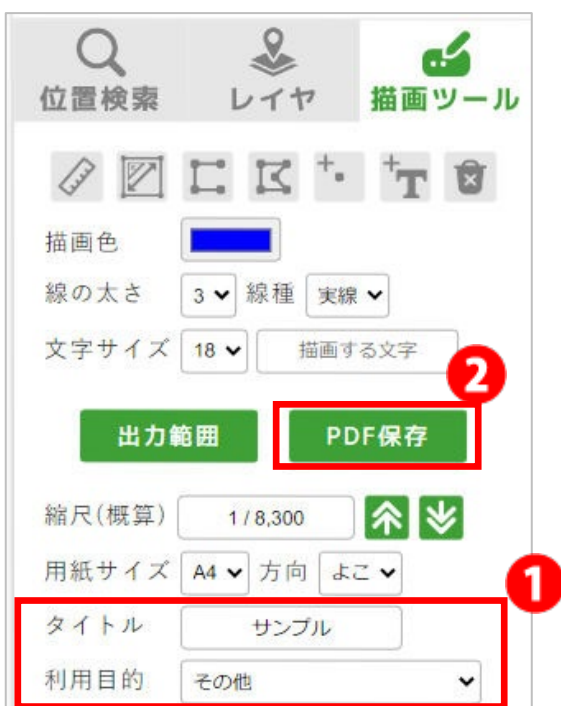 位置検索 レイヤ 描画ツール
描画色
線の太さ 3 線種 実線
文字サイズ 18 描画する文字
2
出力範囲 PDF保存
縮尺(概算) 1 / 8,300
用紙サイズ A4 方向 よこ
1
タイトル サンプル
利用目的 その他